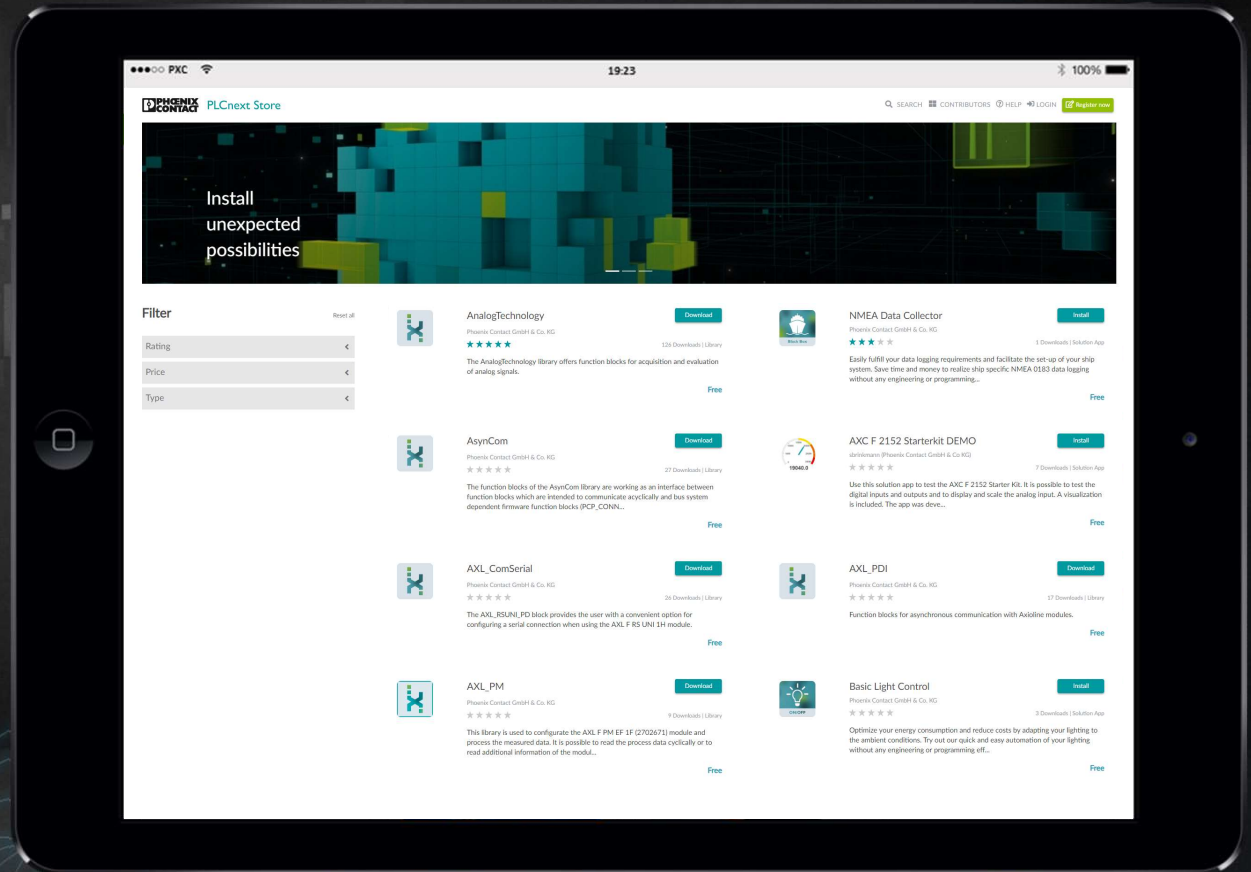 PXC
19:23
100%
PHŒNIX
CONTACT
PLCnext Store
SEARCH
CONTRIBUTORS
HELP
LOGIN
Register now
Install
unexpected
possibilities
Filter
Reset all
Rating
Price
Type
AnalogTechnology
Download
Phoenix Contact GmbH & Co. KG
126 Downloads | Library
The AnalogTechnology library offers function blocks for acquisition and evaluation
of analog signals.
Free
Black Box
NMEA Data Collector
Install
Phoenix Contact GmbH & Co. KG
1 Downloads | Solution App
Easily fulfill your data logging requirements and facilitate the set-up of your ship
system. Save time and money to realize ship specific NMEA 0183 data logging
without any engineering or programming...
Free
AsynCom
Download
Phoenix Contact GmbH & Co. KG
27 Downloads | Library
The function blocks of the AsynCom library are working as an interface between
function blocks which are intended to communicate acyclically and bus system
dependent firmware function blocks (PCP_CONN...
Free
19040.0
AXC F 2152 Starterkit DEMO
Install
sbrinkmann (Phoenix Contact GmbH & Co KG)
7 Downloads | Solution App
Use this solution app to test the AXC F 2152 Starter Kit. It is possible to test the
digital inputs and outputs and to display and scale the analog input. A visualization
is included. The app was deve...
Free
AXL_ComSerial
Download
Phoenix Contact GmbH & Co. KG
26 Downloads | Library
The AXL_RSUNI_PD block provides the user with a convenient option for
configuring a serial connection when using the AXL F RS UNI 1H module.
Free
AXL_PDI
Download
Phoenix Contact GmbH & Co. KG
17 Downloads | Library
Function blocks for asynchronous communication with Axioline modules.
Free
AXL_PM
Download
Phoenix Contact GmbH & Co. KG
9 Downloads | Library
This library is used to configurate the AXL F PM EF 1F (2702671) module and
process the measured data. It is possible to read the process data cyclically or to
read additional information of the modul...
Free
ON/OFF
Basic Light Control
Install
Phoenix Contact GmbH & Co. KG
3 Downloads | Solution App
Optimize your energy consumption and reduce costs by adapting your lighting to
the ambient conditions. Try out our quick and easy automation of your lighting
without any engineering or programming eff...
Free